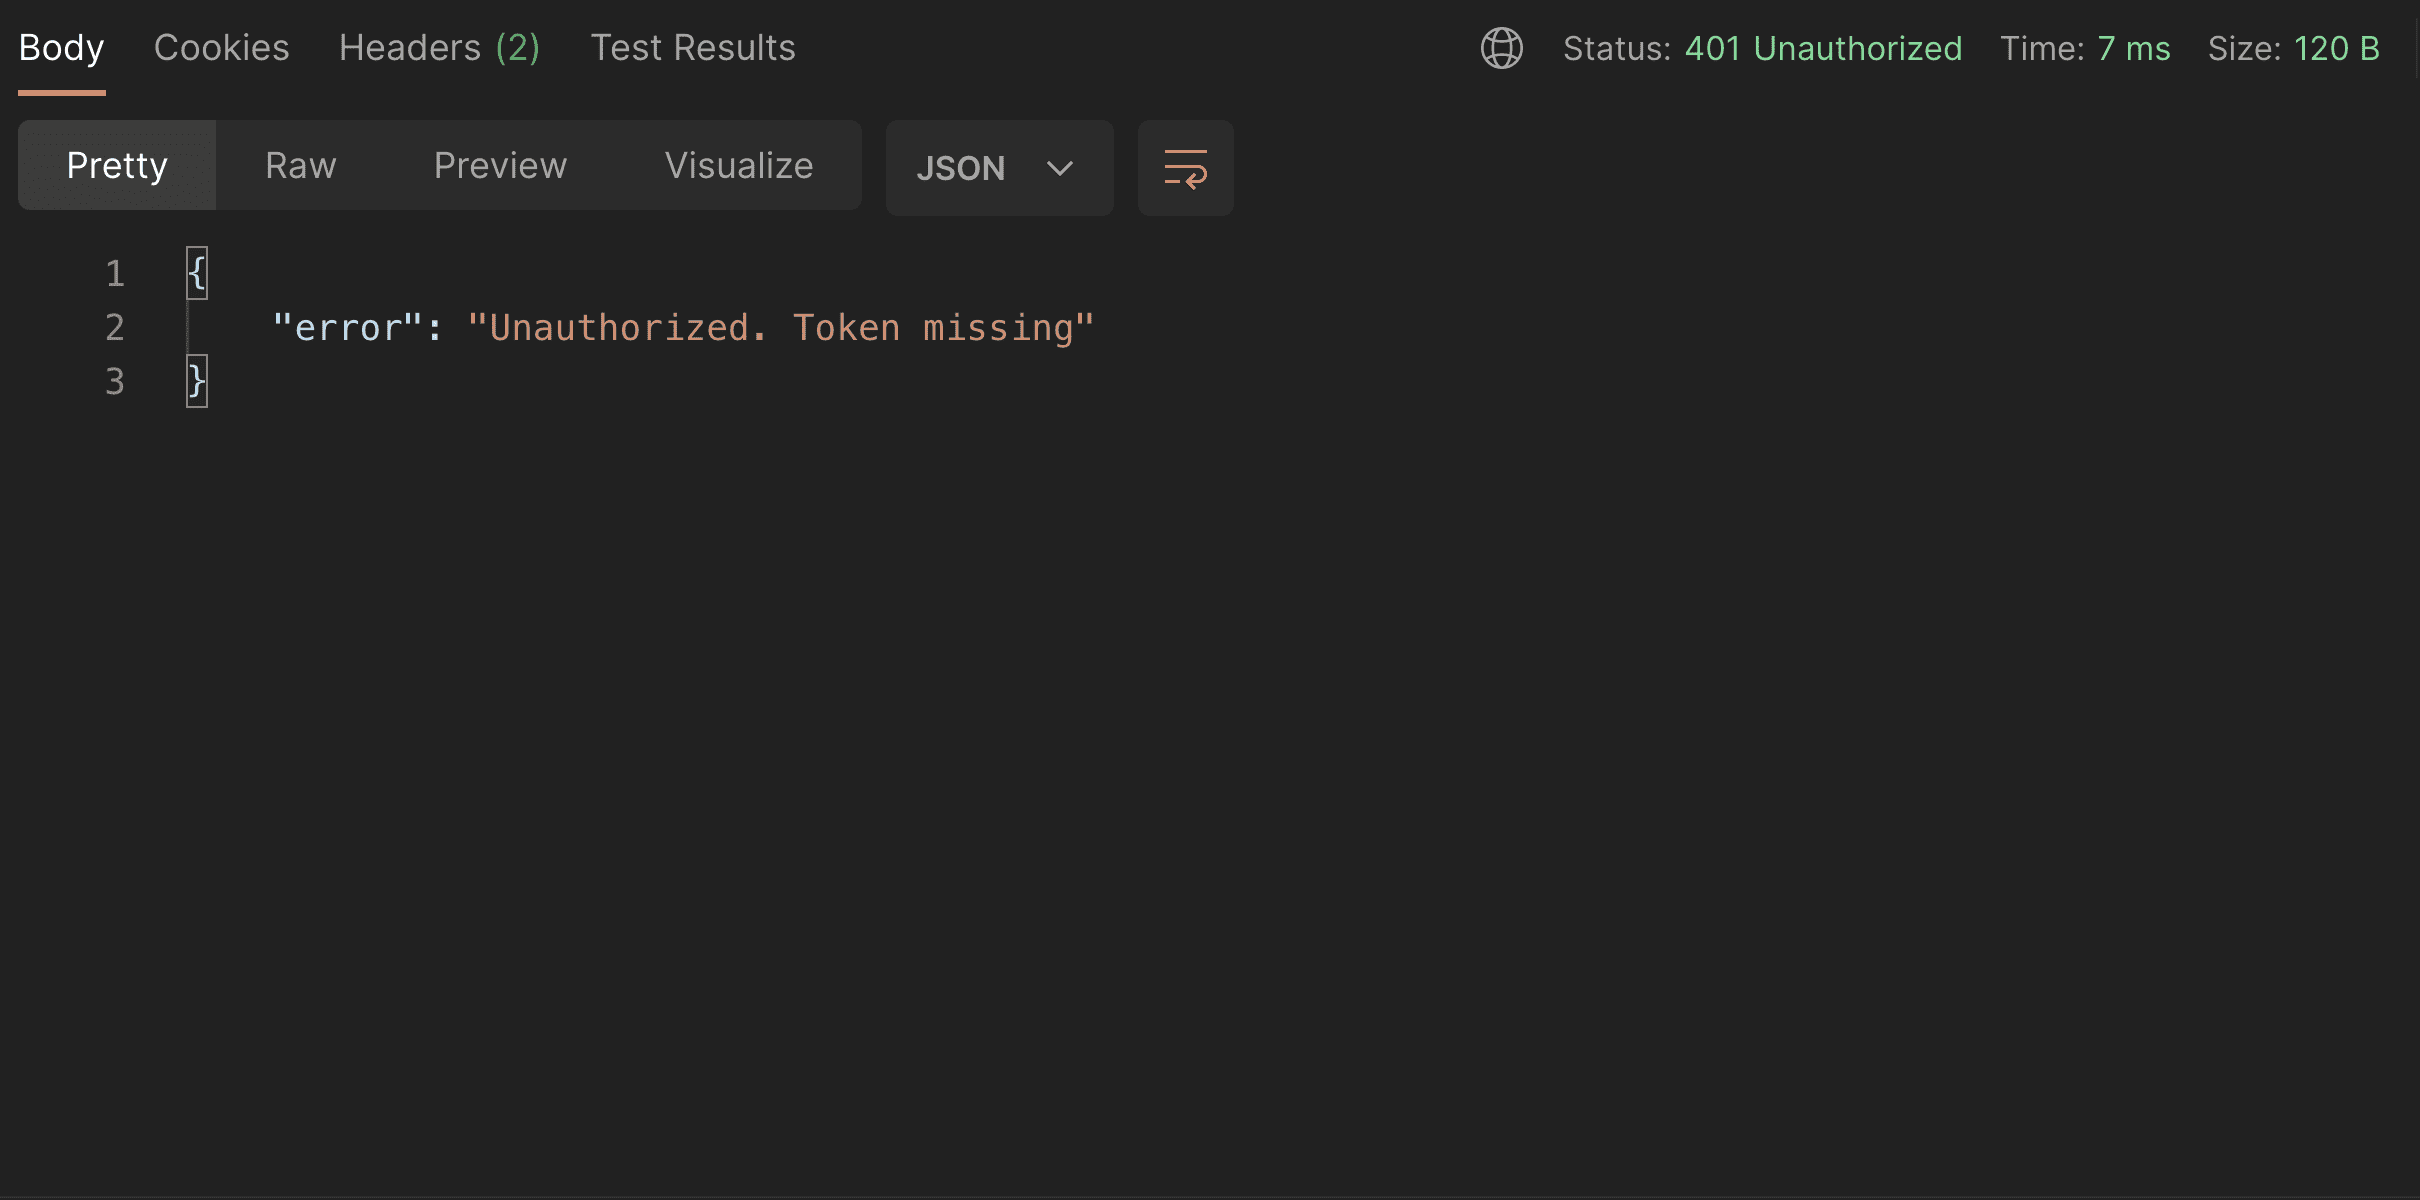 Body Cookies Headers (2) Test Results Status: 401 Unauthorized Time: 7 ms Size: 120 B
Pretty Raw Preview Visualize JSON
1 {
2 "error": "Unauthorized. Token missing"
3 }